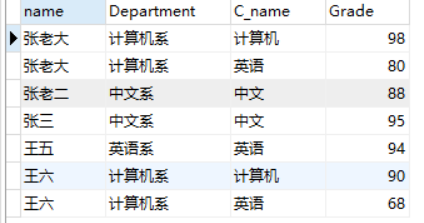 name Department C_name Grade
张老大 计算机系 计算机 98
张老大 计算机系 英语 80
张老二 中文系 中文 88
张三 中文系 中文 95
王五 英语系 英语 94
王六 计算机系 计算机 90
王六 计算机系 英语 68